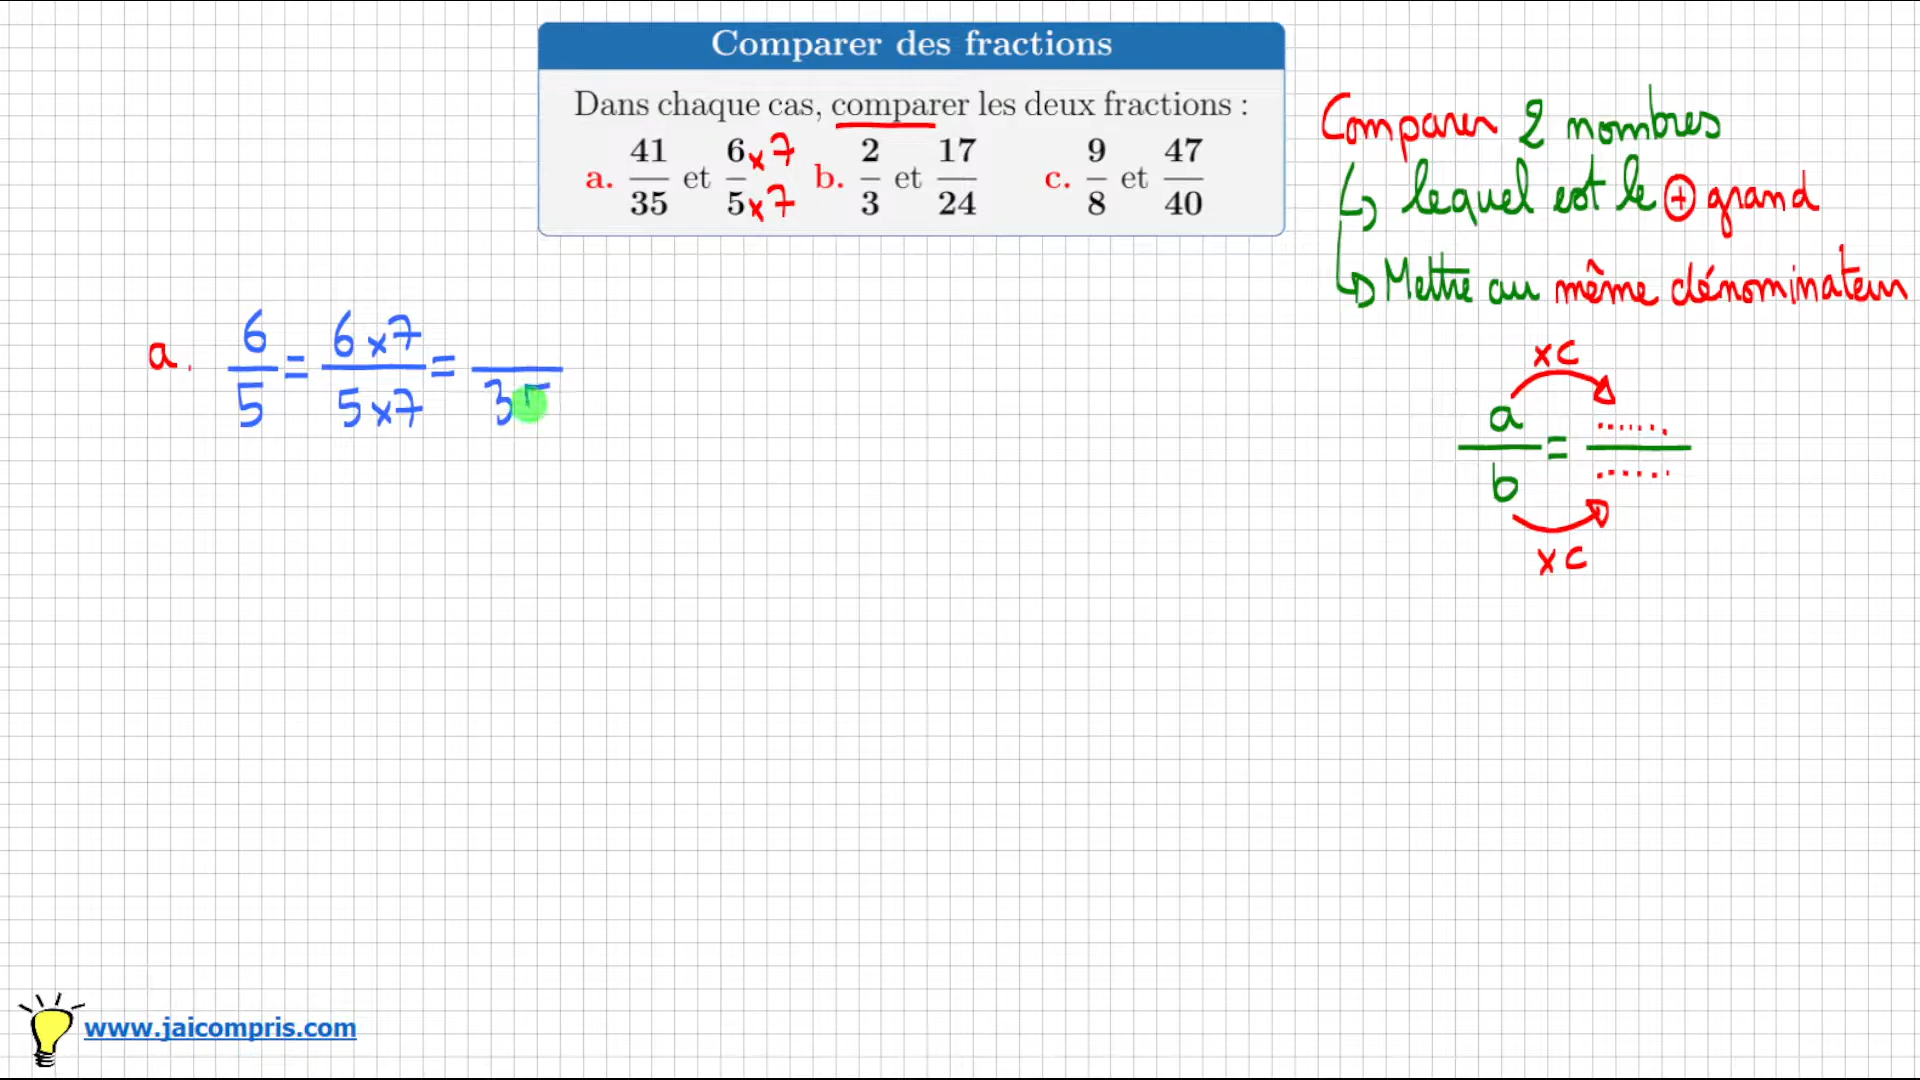 Comparer des fractions
Dans chaque cas, comparer les deux fractions :
a. 41/35 et 6×7/5×7 b. 2/3 et 17/24 c. 9/8 et 47/40
Comparer 2 nombres
↳ lequel est le ⊕ grand
↳ Mettre au même dénominateur
a. 6/5 = 6×7/5×7 = /35
×c
a/b = ....../......
×c
www.jaicompris.com